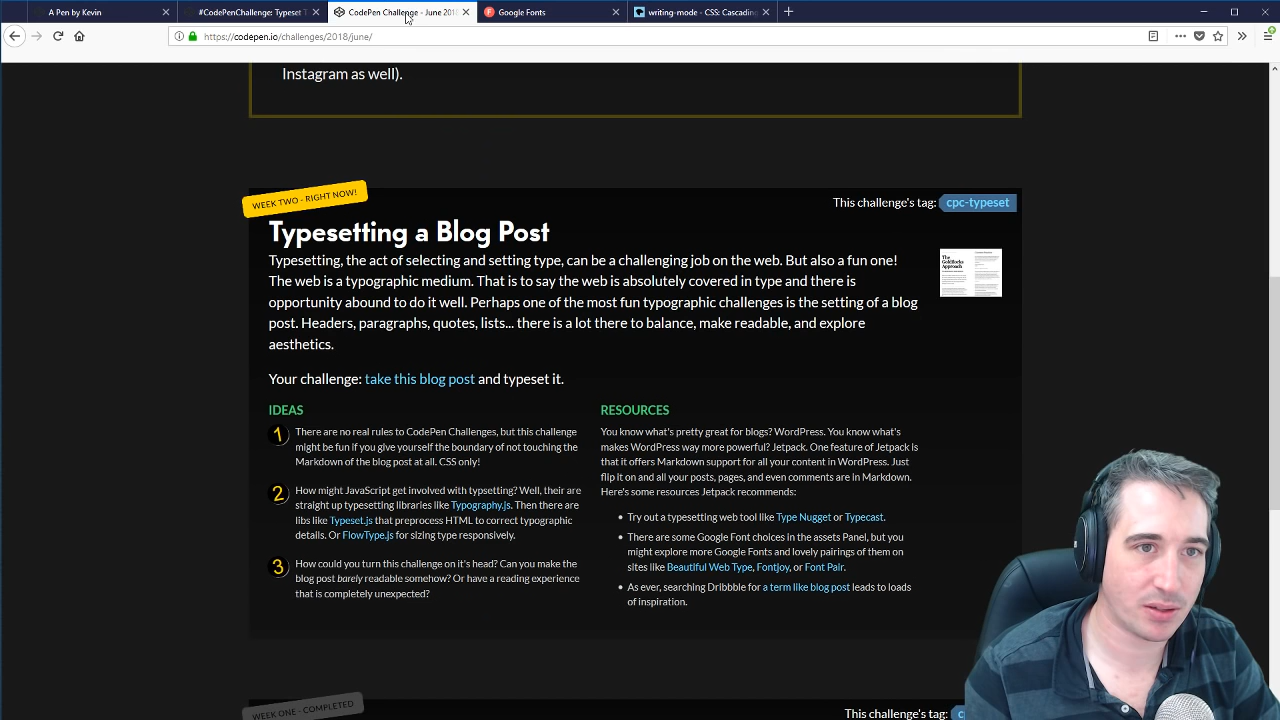 A Pen by Kevin
#CodePenChallenge: Typeset
CodePen Challenge - June 2018
Google Fonts
writing-mode - CSS: Cascading
https://codepen.io/challenges/2018/june/
Instagram as well).
WEEK TWO - RIGHT NOW!
This challenge's tag: cpc-typeset
Typesetting a Blog Post
Typesetting, the act of selecting and setting type, can be a challenging job on the web. But also a fun one!
The web is a typographic medium. That is to say the web is absolutely covered in type and there is
opportunity abound to do it well. Perhaps one of the most fun typographic challenges is the setting of a blog
post. Headers, paragraphs, quotes, lists... there is a lot there to balance, make readable, and explore
aesthetics.
The
Goldilocks
Approach
Your challenge: take this blog post and typeset it.
IDEAS
1
There are no real rules to CodePen Challenges, but this challenge
might be fun if you give yourself the boundary of not touching the
Markdown of the blog post at all. CSS only!
2
How might JavaScript get involved with typsetting? Well, their are
straight up typesetting libraries like Typography.js. Then there are
libs like Typeset.js that preprocess HTML to correct typographic
details. Or FlowType.js for sizing type responsively.
3
How could you turn this challenge on it's head? Can you make the
blog post barely readable somehow? Or have a reading experience
that is completely unexpected?
RESOURCES
You know what's pretty great for blogs? WordPress. You know what's
makes WordPress way more powerful? Jetpack. One feature of Jetpack is
that it offers Markdown support for all your content in WordPress. Just
flip it on and all your posts, pages, and even comments are in Markdown.
Here's some resources Jetpack recommends:
• Try out a typesetting web tool like Type Nugget or Typecast.
• There are some Google Font choices in the assets Panel, but you
might explore more Google Fonts and lovely pairings of them on
sites like Beautiful Web Type, Fontjoy, or Font Pair.
• As ever, searching Dribbble for a term like blog post leads to loads
of inspiration.
WEEK ONE - COMPLETED
This challenge's tag: